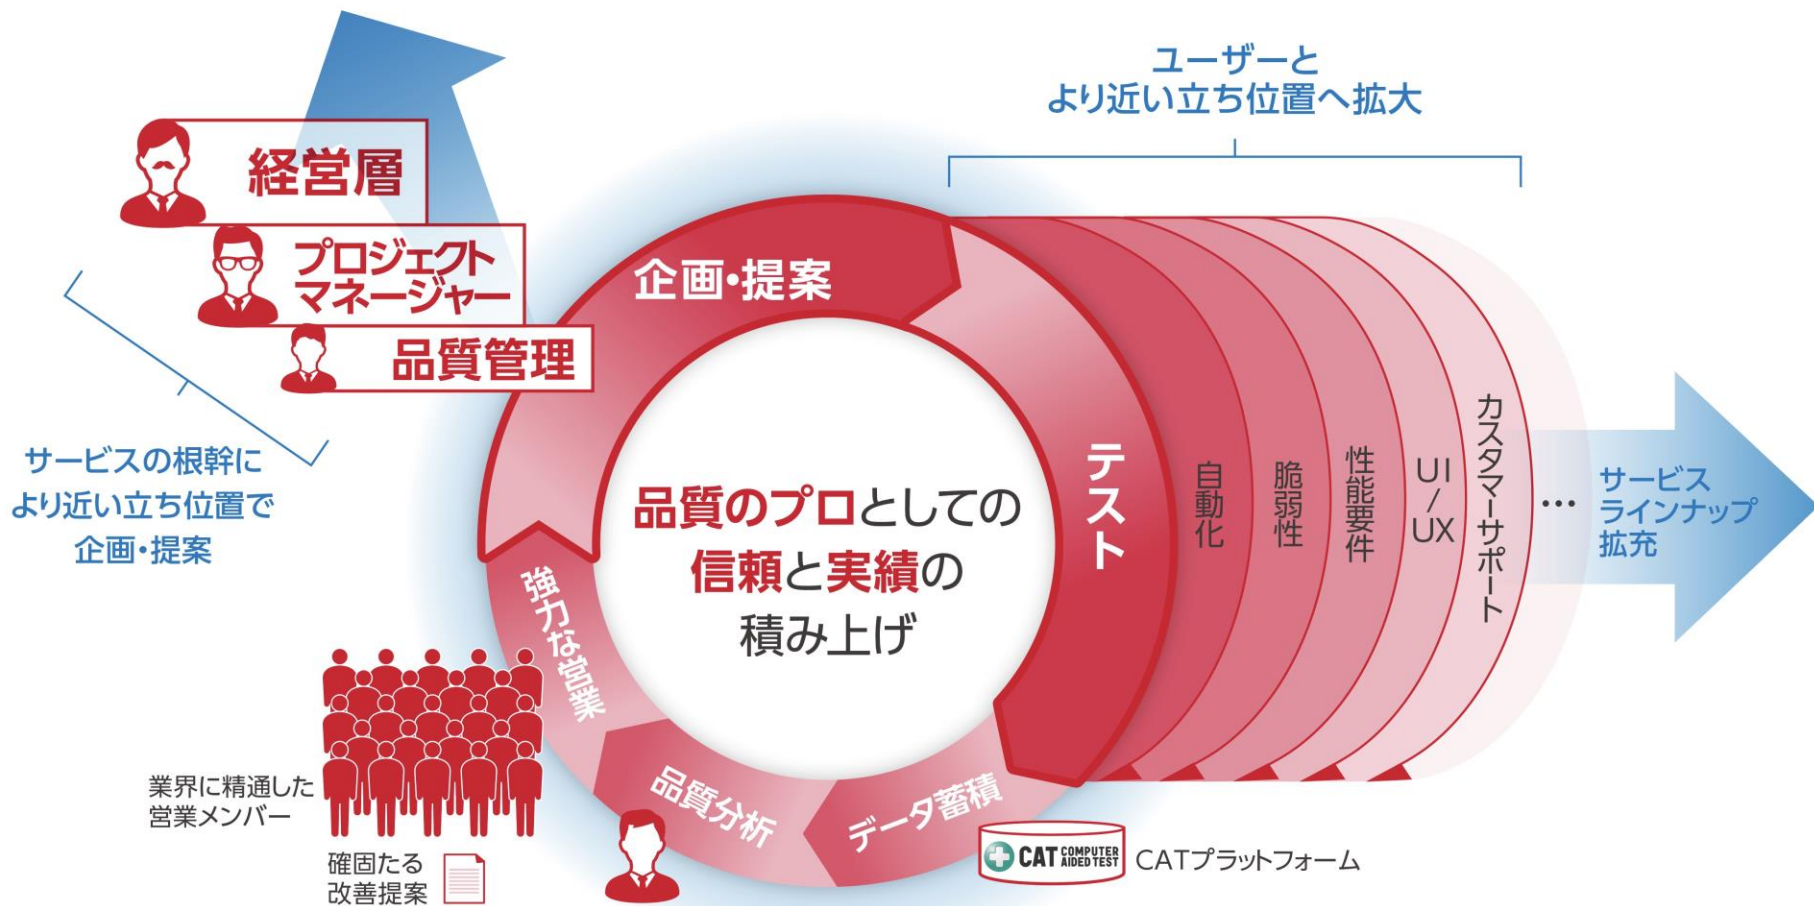 ユーザーと
より近い立ち位置へ拡大
経営層
プロジェクト
マネージャー
品質管理
サービスの根幹に
より近い立ち位置で
企画・提案
企画・提案
テスト
データ蓄積
品質分析
強力な営業
品質のプロとしての
信頼と実績の
積み上げ
自動化
脆弱性
性能要件
UI/UX
カスタマーサポート
…
サービス
ラインナップ
拡充
業界に精通した
営業メンバー
確固たる
改善提案
CAT COMPUTER
AIDED TEST
CATプラットフォーム